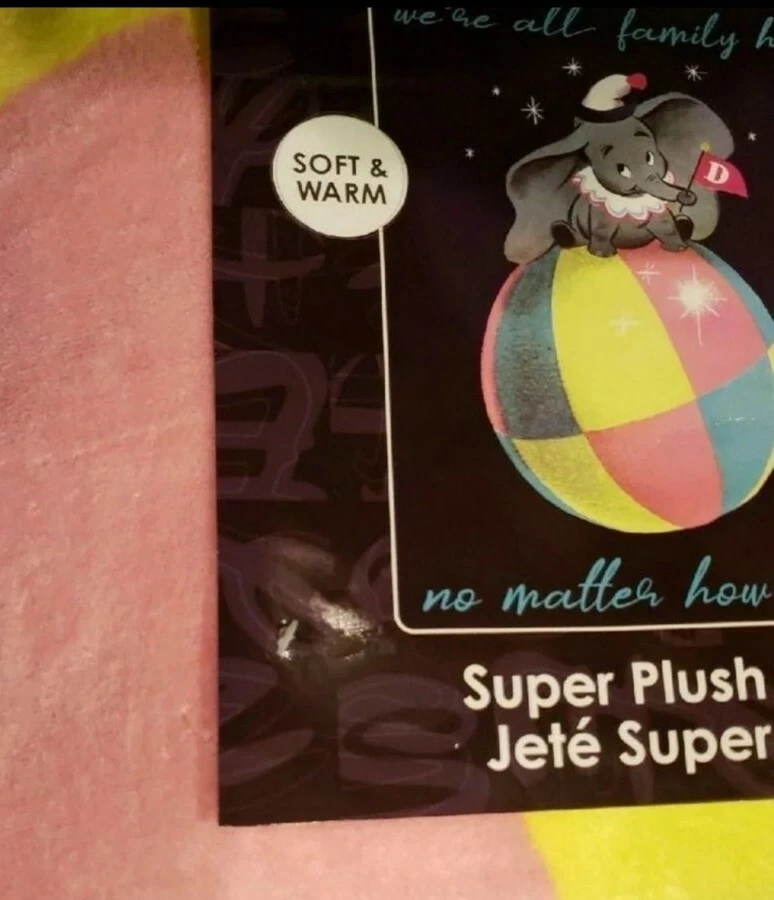 we're all family h
SOFT &
WARM
D
no matter how
Super Plush
Jeté Super